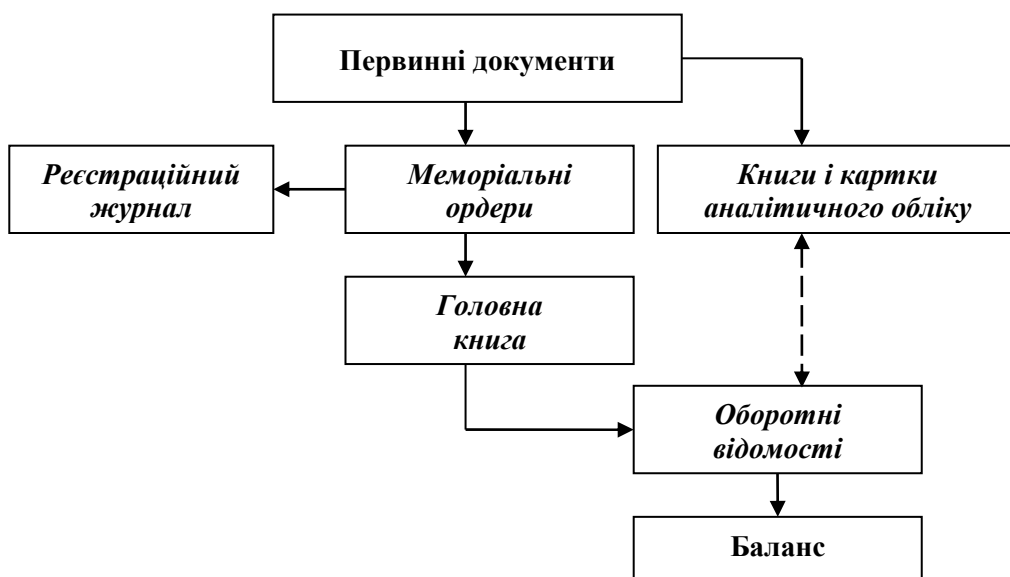 Первинні документи
Реєстраційний
журнал
Меморіальні
ордери
Книги і картки
аналітичного обліку
Головна
книга
Оборотні
відомості
Баланс